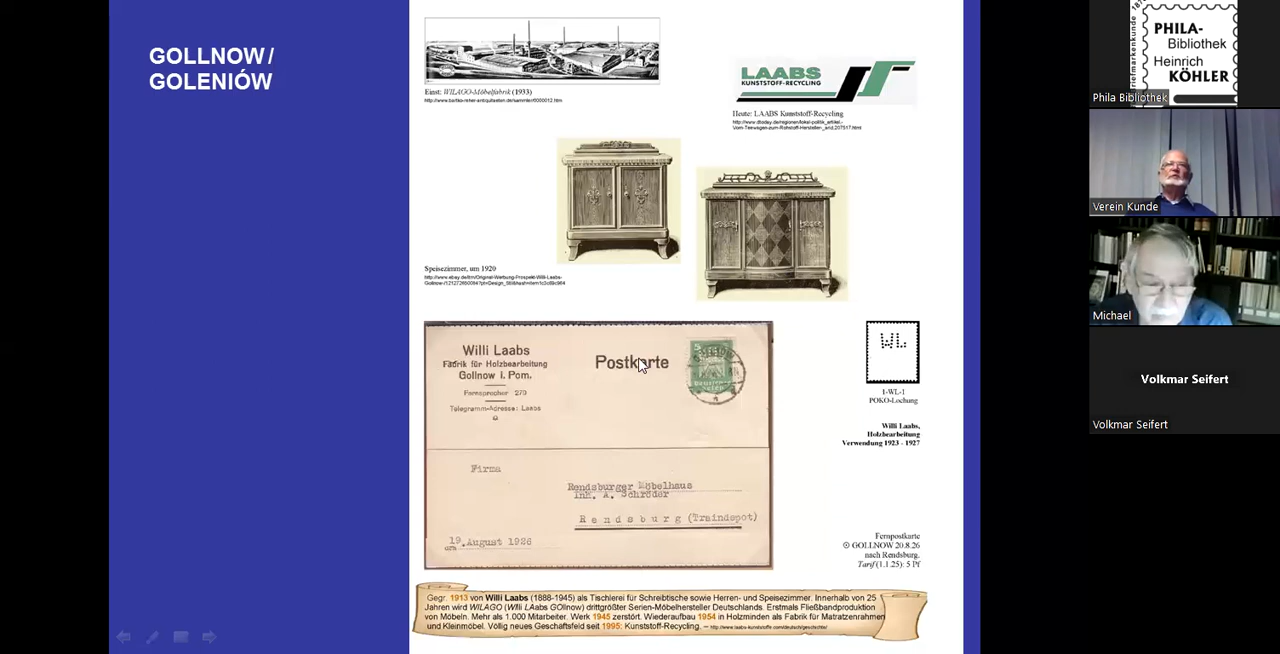 GOLLNOW/
GOLENIÓW
Einst: WILAGO-Möbelfabrik (1933)
LAABS
KUNSTSTOFF-RECYCLING
Heute: LAABS Kunststoff-Recycling
Speisezimmer, um 1920
Willi Laabs
Fabrik für Holzbearbeitung
Gollnow i. Pom.
Fernsprecher 270
Telegramm-Adresse: Laabs
Postkarte
Firma
Rendsburger Möbelhaus
Inh. A. Schröder
Rendsburg (Traindepot)
19. August 1926
WL
1-WL-1
POKO-Lochung
Willi Laabs,
Holzbearbeitung
Verwendung 1923 - 1927
Fernpostkarte
⊙ GOLLNOW 20.8.26
nach Rendsburg.
Tarif (1.1.25): 5 Pf
Gegr. 1913 von Willi Laabs (1888-1945) als Tischlerei für Schreibtische sowie Herren- und Speisezimmer. Innerhalb von 25
Jahren wird WILAGO (WIlli LAabs GOllnow) drittgrößter Serien-Möbelhersteller Deutschlands. Erstmals Fließbandproduktion
von Möbeln. Mehr als 1.000 Mitarbeiter. Werk 1945 zerstört. Wiederaufbau 1954 in Holzminden als Fabrik für Matratzenrahmen
und Kleinmöbel. Völlig neues Geschäftsfeld seit 1995: Kunststoff-Recycling. –
PHILA-
Bibliothek
Heinrich
KÖHLER
Phila Bibliothek
Verein Kunde
Michael
Volkmar Seifert
Volkmar Seifert